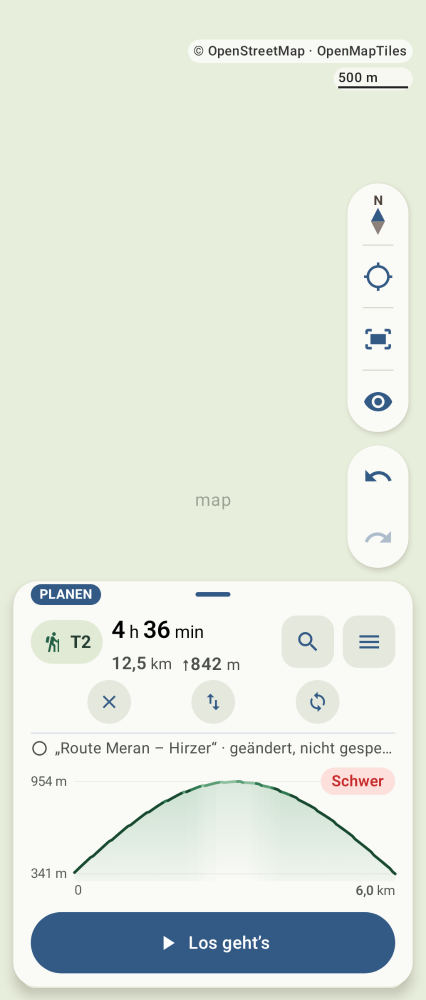 © OpenStreetMap · OpenMapTiles
500 m
N
map
PLANEN
T2
4 h 36 min
12,5 km ↑842 m
„Route Meran – Hirzer“ · geändert, nicht gespe…
954 m
Schwer
341 m
0
6,0 km
Los geht’s